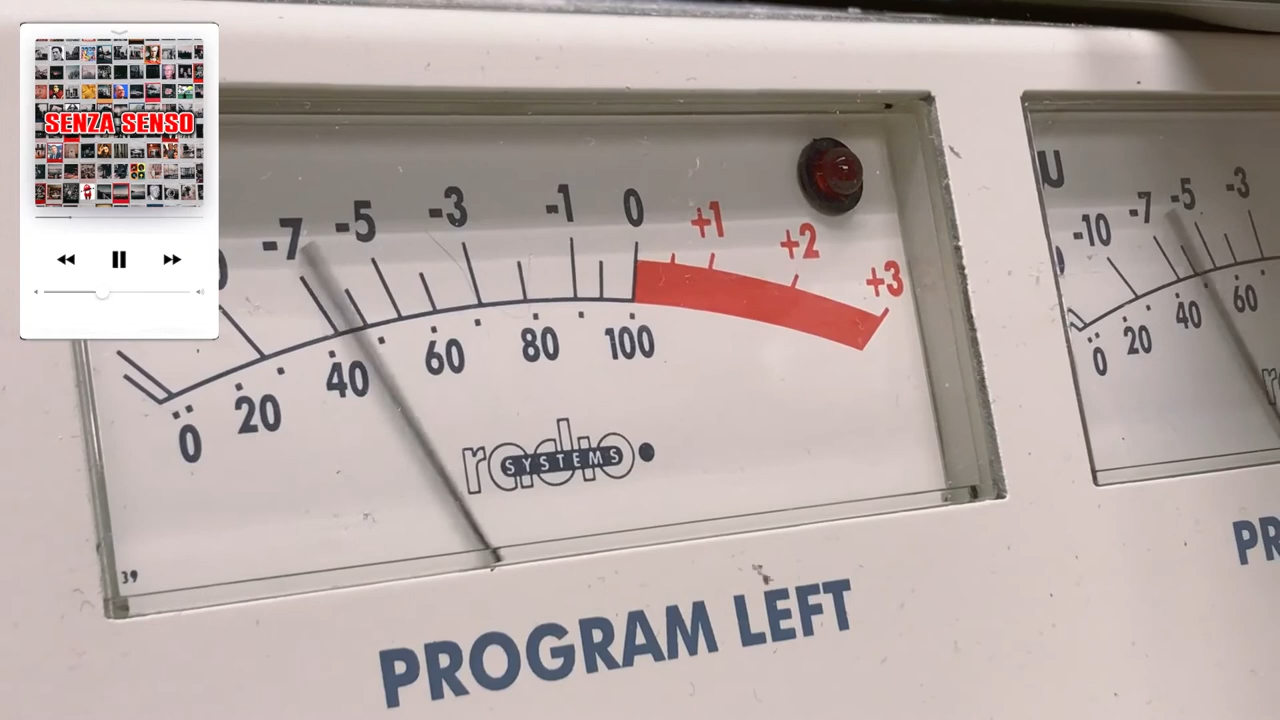 SENZA SENSO
-7 -5 -3 -1 0 +1 +2 +3
0 20 40 60 80 100
radio
SYSTEMS
39
PROGRAM LEFT
U
-10 -7 -5 -3
0 20 40 60
PR